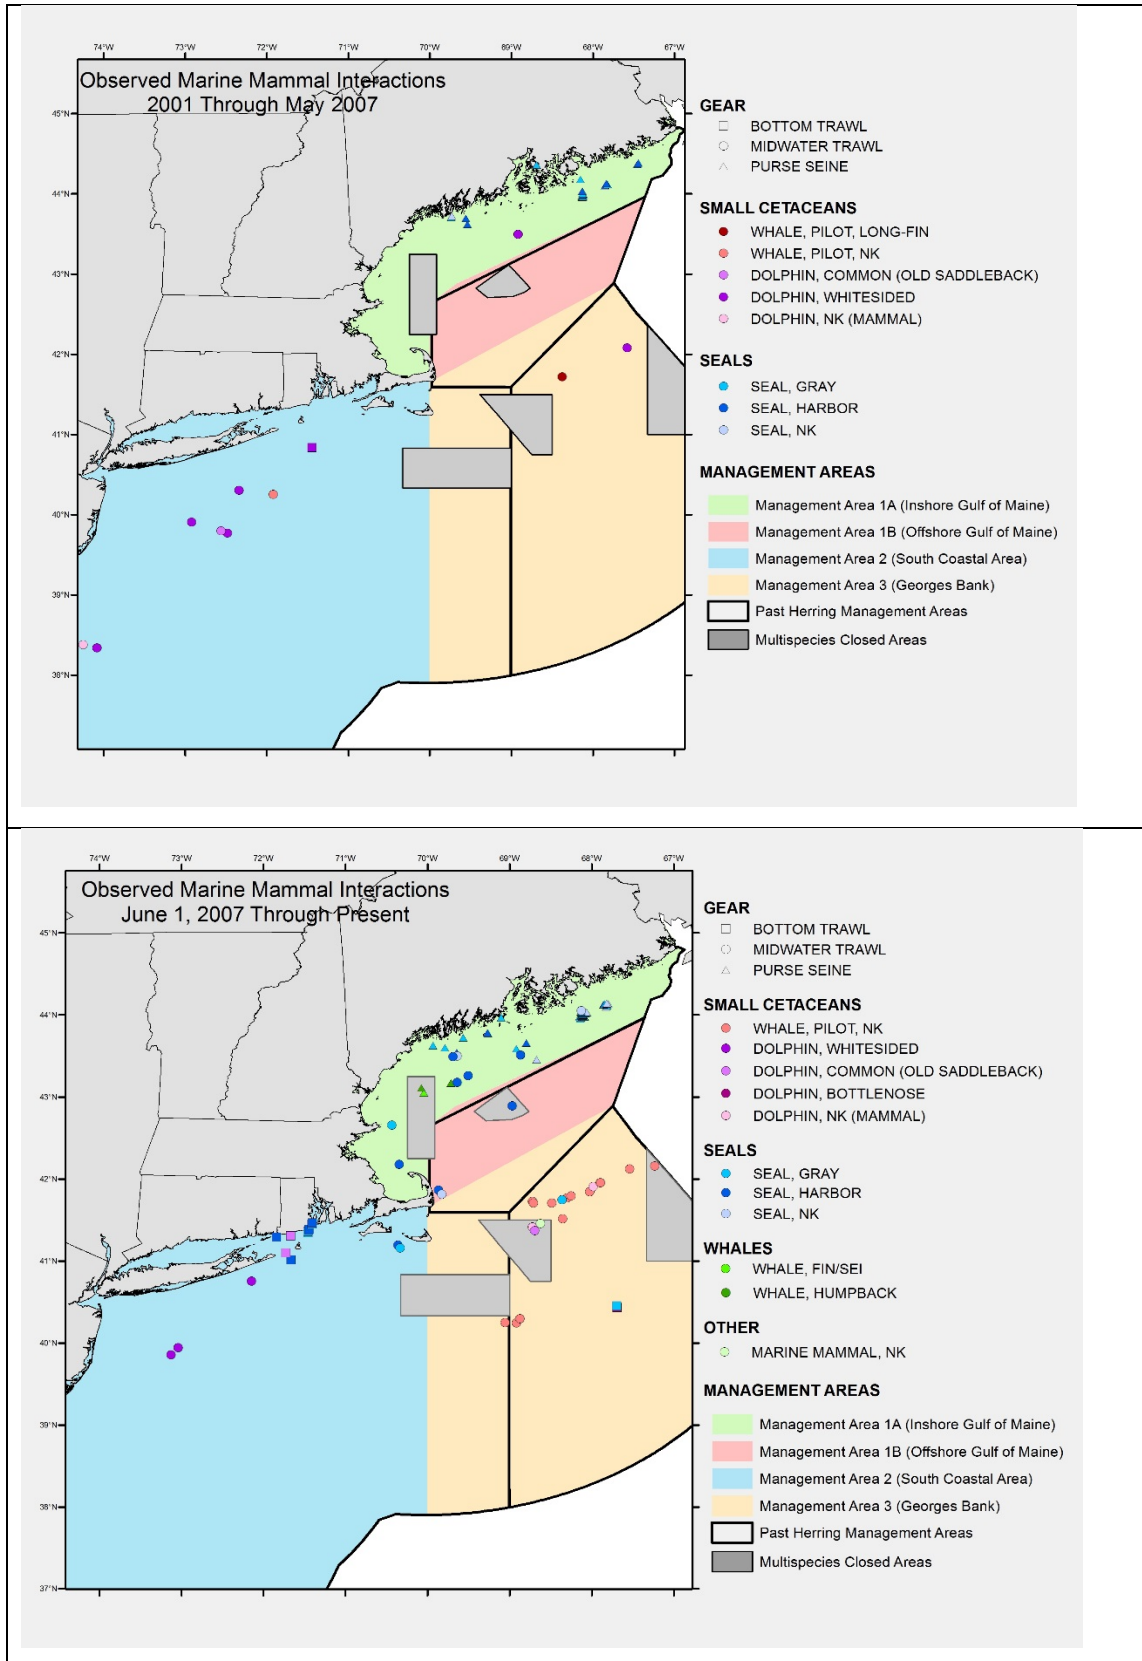 74°W 73°W 72°W 71°W 70°W 69°W 68°W 67°W
Observed Marine Mammal Interactions
2001 Through May 2007
45°N
44°N
43°N
42°N
41°N
40°N
39°N
38°N
GEAR
BOTTOM TRAWL
MIDWATER TRAWL
PURSE SEINE
SMALL CETACEANS
WHALE, PILOT, LONG-FIN
WHALE, PILOT, NK
DOLPHIN, COMMON (OLD SADDLEBACK)
DOLPHIN, WHITESIDED
DOLPHIN, NK (MAMMAL)
SEALS
SEAL, GRAY
SEAL, HARBOR
SEAL, NK
MANAGEMENT AREAS
Management Area 1A (Inshore Gulf of Maine)
Management Area 1B (Offshore Gulf of Maine)
Management Area 2 (South Coastal Area)
Management Area 3 (Georges Bank)
Past Herring Management Areas
Multispecies Closed Areas
74°W 73°W 72°W 71°W 70°W 69°W 68°W 67°W
Observed Marine Mammal Interactions
June 1, 2007 Through Present
45°N
44°N
43°N
42°N
41°N
40°N
39°N
38°N
37°N
GEAR
BOTTOM TRAWL
MIDWATER TRAWL
PURSE SEINE
SMALL CETACEANS
WHALE, PILOT, NK
DOLPHIN, WHITESIDED
DOLPHIN, COMMON (OLD SADDLEBACK)
DOLPHIN, BOTTLENOSE
DOLPHIN, NK (MAMMAL)
SEALS
SEAL, GRAY
SEAL, HARBOR
SEAL, NK
WHALES
WHALE, FIN/SEI
WHALE, HUMPBACK
OTHER
MARINE MAMMAL, NK
MANAGEMENT AREAS
Management Area 1A (Inshore Gulf of Maine)
Management Area 1B (Offshore Gulf of Maine)
Management Area 2 (South Coastal Area)
Management Area 3 (Georges Bank)
Past Herring Management Areas
Multispecies Closed Areas